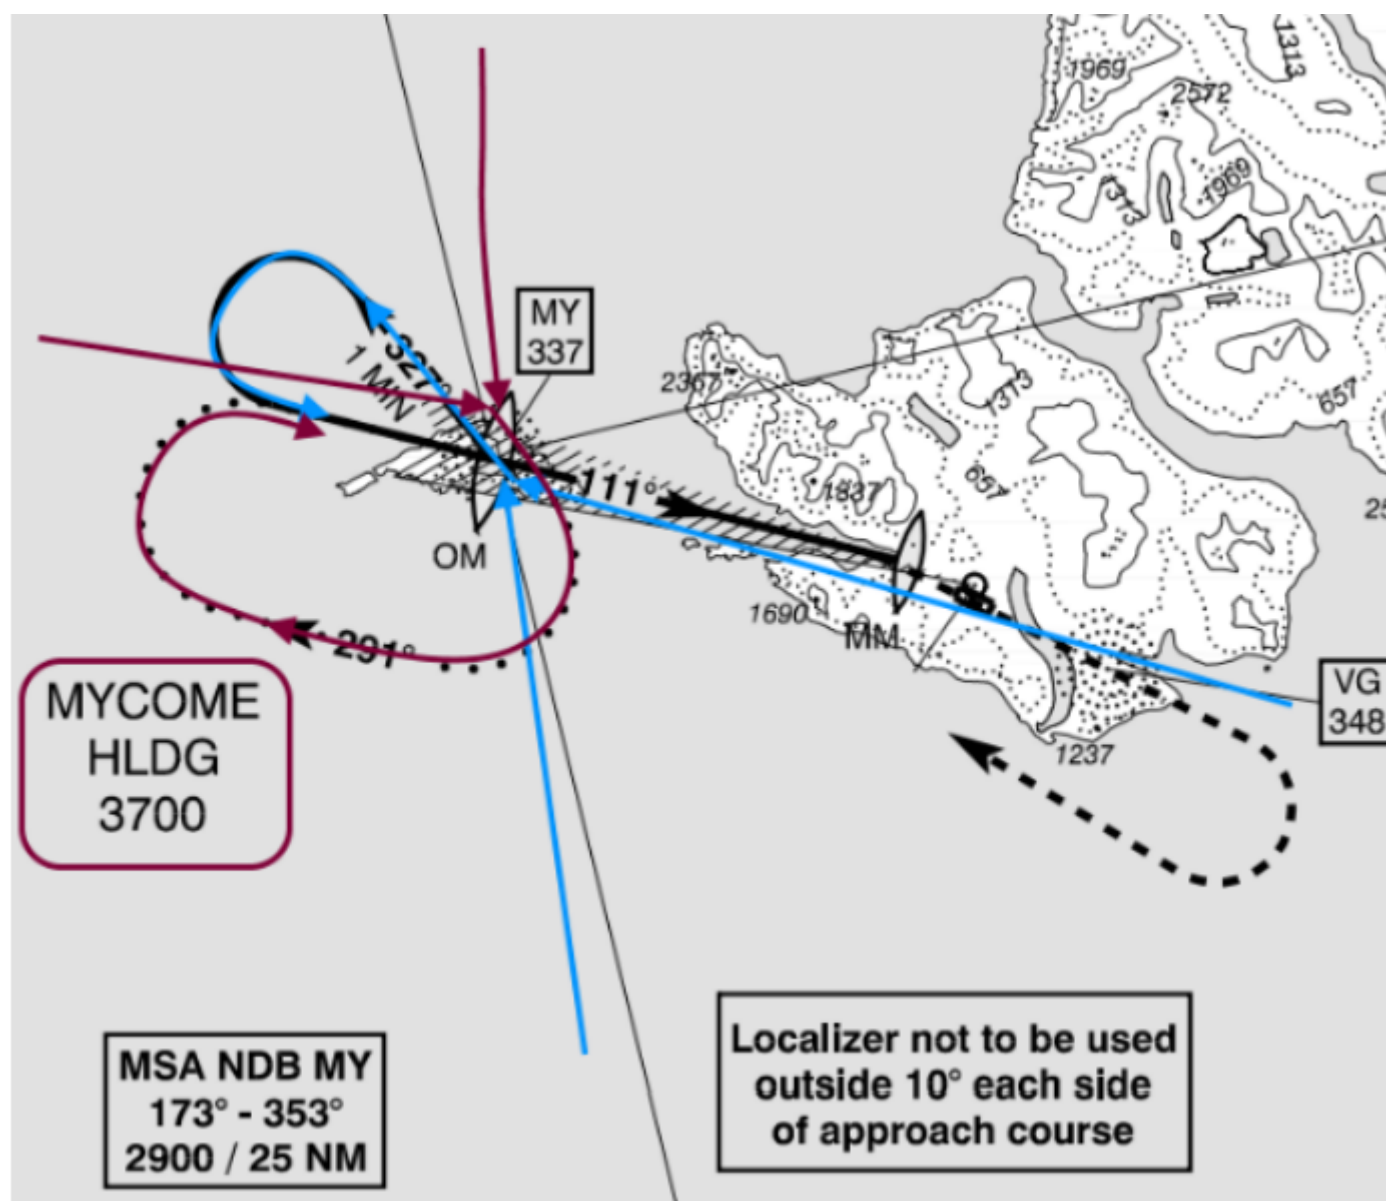 1969
1313
2572
1313
1969
MY
337
327°
1 MIN
2367
1313
657
111°
1837
657
OM
1690
MM
291°
MYCOME
HLDG
3700
VG
348
1237
MSA NDB MY
173° - 353°
2900 / 25 NM
Localizer not to be used
outside 10° each side
of approach course